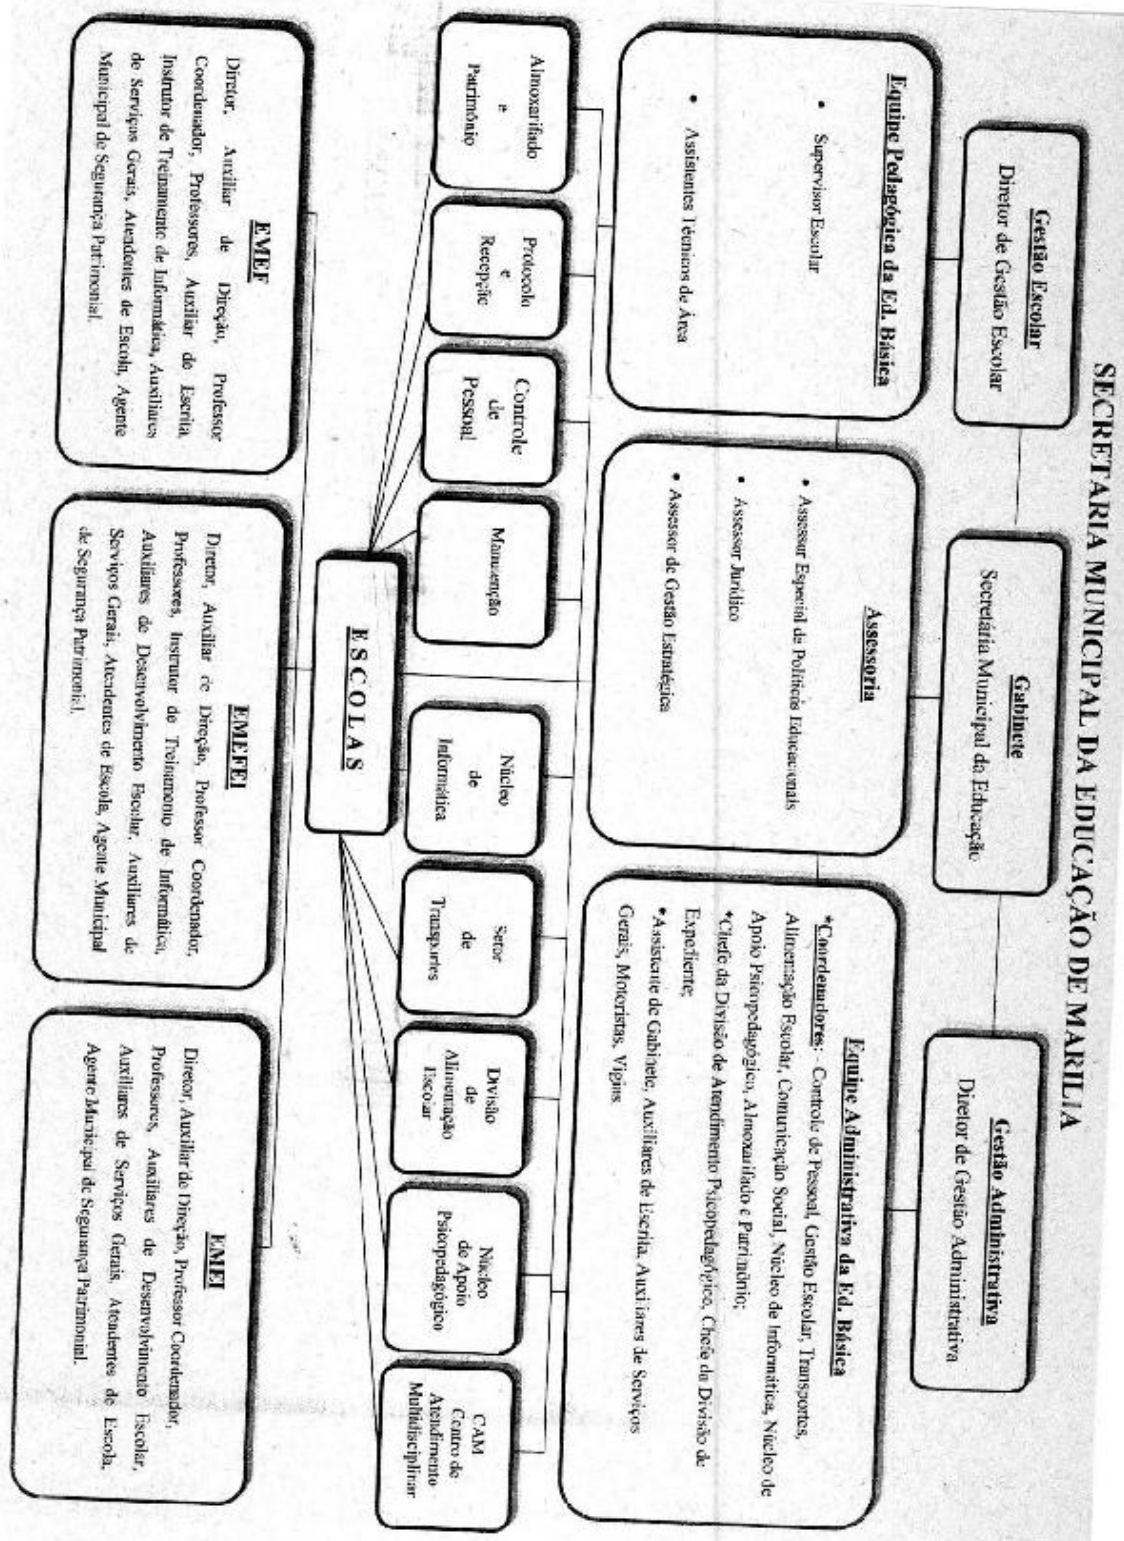 SECRETARIA MUNICIPAL DA EDUCAÇÃO DE MARILIA
Gestão Escolar
Diretor de Gestão Escolar
Gabinete
Secretária Municipal da Educação
Gestão Administrativa
Diretor de Gestão Administrativa
Equipe Pedagógica da Ed. Básica
• Supervisor Escolar
• Assistentes Técnicos de Área
Assessoria
• Assessor Especial de Políticas Educacionais
• Assessor Jurídico
• Assessor de Gestão Estratégica
Equipe Administrativa da Ed. Básica
*Coordenadores: Controle de Pessoal, Gestão Escolar, Transportes,
Alimentação Escolar, Comunicação Social, Núcleo de Informática, Núcleo de
Apoio Psicopedagógico, Almoxarifado e Patrimônio;
*Chefe da Divisão de Atendimento Psicopedagógico, Chefe da Divisão de
Expediente;
*Assistente de Gabinete, Auxiliares de Escrita, Auxiliares de Serviços
Gerais, Motoristas, Vigias.
Almoxarifado
e
Patrimônio
Protocolo
e
Recepção
Controle
de
Pessoal
Manutenção
Núcleo
de
Informática
Setor
de
Transportes
Divisão
de
Alimentação
Escolar
Núcleo
de Apoio
Psicopedagógico
CAM
Centro de
Atendimento
Multidisciplinar
ESCOLAS
EMEF
Diretor, Auxiliar de Direção, Professor
Coordenador, Professores, Auxiliar de Escrita,
Instrutor de Treinamento de Informática, Auxiliares
de Serviços Gerais, Atendentes de Escola, Agente
Municipal de Segurança Patrimonial.
EMEFEI
Diretor, Auxiliar de Direção, Professor Coordenador,
Professores, Instrutor de Treinamento de Informática,
Auxiliares de Desenvolvimento Escolar, Auxiliares de
Serviços Gerais, Atendentes de Escola, Agente Municipal
de Segurança Patrimonial.
EMEI
Diretor, Auxiliar de Direção, Professor Coordenador,
Professores, Auxiliares de Desenvolvimento Escolar,
Auxiliares de Serviços Gerais, Atendentes de Escola,
Agente Municipal de Segurança Patrimonial.